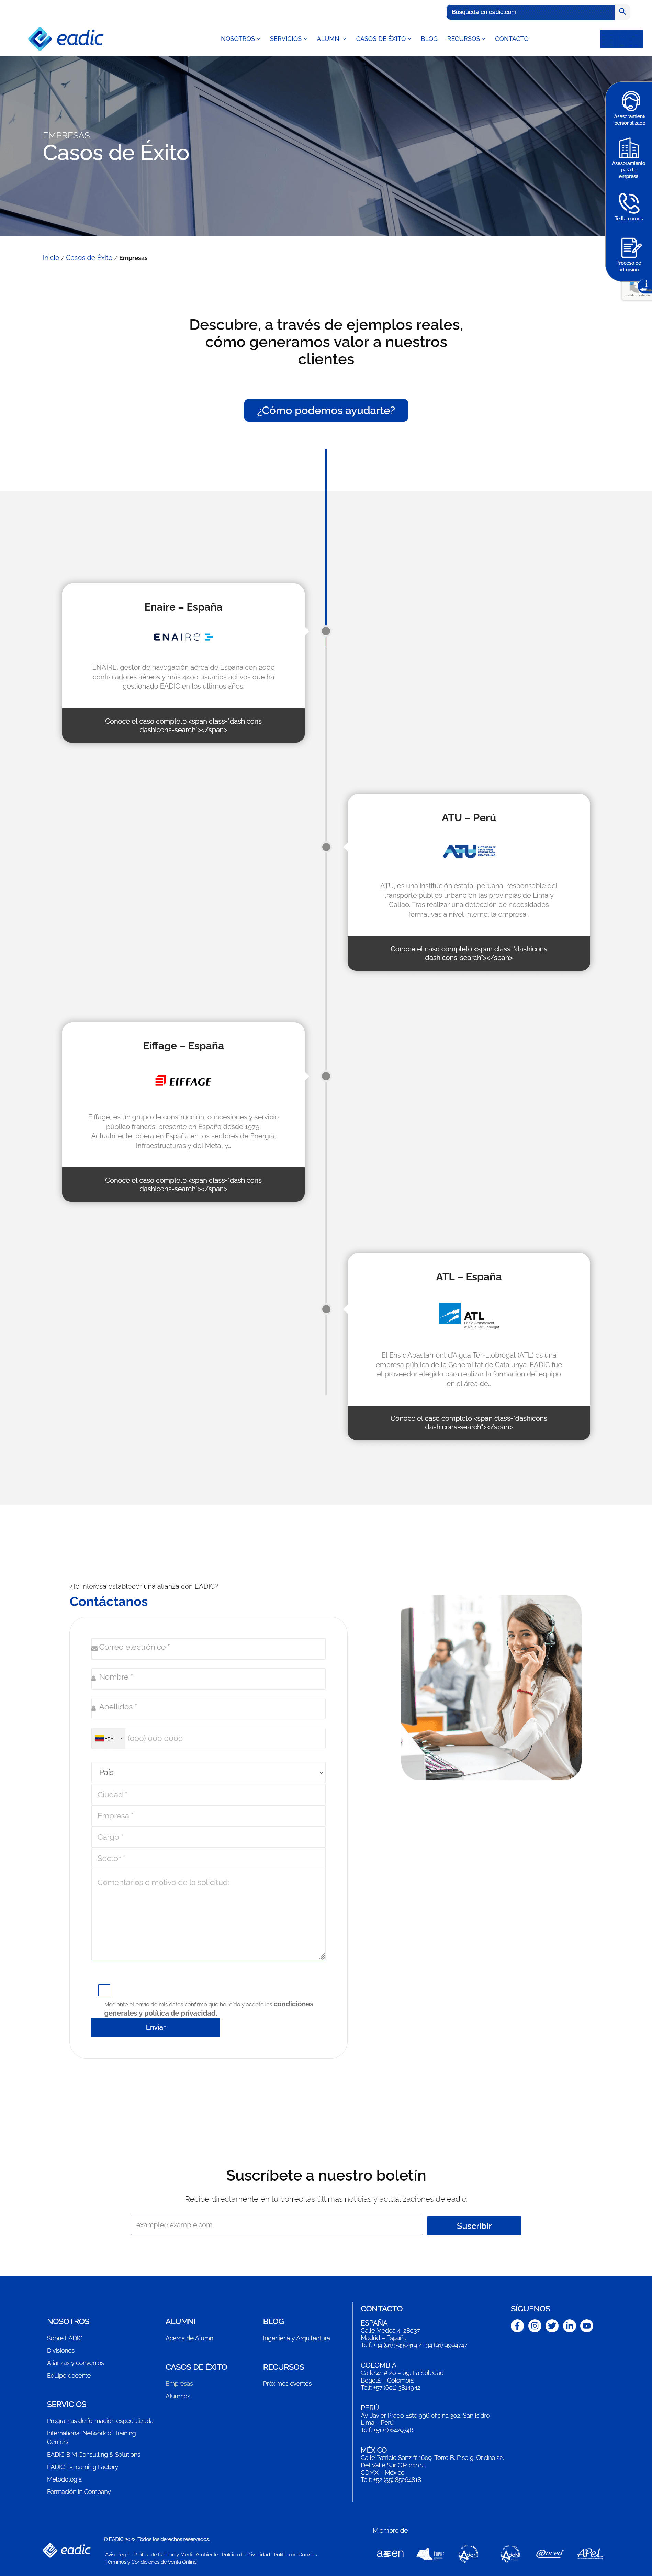 Búsqueda en eadic.com
eadic
NOSOTROS
SERVICIOS
ALUMNI
CASOS DE ÉXITO
BLOG
RECURSOS
CONTACTO
EMPRESAS
Casos de Éxito
Asesoramiento
personalizado
Asesoramiento
para tu
empresa
Te llamamos
Proceso de
admisión
Inicio / Casos de Éxito / Empresas
Descubre, a través de ejemplos reales,
cómo generamos valor a nuestros
clientes
¿Cómo podemos ayudarte?
Enaire – España
ENAIRe
ENAIRE, gestor de navegación aérea de España con 2000
controladores aéreos y más 4400 usuarios activos que ha
gestionado EADIC en los últimos años.
Conoce el caso completo <span class="dashicons
dashicons-search"></span>
ATU – Perú
ATU
ATU, es una Institución estatal peruana, responsable del
transporte público urbano en las provincias de Lima y
Callao. Tras realizar una detección de necesidades
formativas a nivel interno, la empresa…
Conoce el caso completo <span class="dashicons
dashicons-search"></span>
Eiffage – España
EIFFAGE
Eiffage, es un grupo de construcción, concesiones y servicio
público francés, presente en España desde 1979.
Actualmente, opera en España en los sectores de Energía,
Infraestructuras y del Metal y…
Conoce el caso completo <span class="dashicons
dashicons-search"></span>
ATL – España
ATL
Ens d'Abastament
d'Aigua Ter-Llobregat
El Ens d'Abastament d'Aigua Ter-Llobregat (ATL) es una
empresa pública de la Generalitat de Catalunya. EADIC fue
el proveedor elegido para realizar la formación del equipo
en el área de…
Conoce el caso completo <span class="dashicons
dashicons-search"></span>
¿Te interesa establecer una alianza con EADIC?
Contáctanos
Correo electrónico *
Nombre *
Apellidos *
+58 (000) 000 0000
País
Ciudad *
Empresa *
Cargo *
Sector *
Comentarios o motivo de la solicitud
Mediante el envío de mis datos confirmo que he leído y acepto las condiciones
generales y política de privacidad.
Enviar
Suscríbete a nuestro boletín
Recibe directamente en tu correo las últimas noticias y actualizaciones de eadic.
example@example.com
Suscribir
NOSOTROS
Sobre EADIC
Divisiones
Alianzas y convenios
Equipo docente
SERVICIOS
Programas de formación especializada
International Network of Training
Centers
EADIC BIM Consulting & Solutions
EADIC E-Learning Factory
Metodología
Formación in Company
ALUMNI
Acerca de Alumni
CASOS DE ÉXITO
Empresas
Alumnos
BLOG
Ingeniería y Arquitectura
RECURSOS
Próximos eventos
CONTACTO
ESPAÑA
Calle Medea 4, 28037
Madrid – España
Telf: +34 (91) 3930319 / +34 (91) 9994747
COLOMBIA
Calle 41 # 20 – 09, La Soledad
Bogotá – Colombia
Telf: +57 (601) 3814942
PERÚ
Av. Javier Prado Este 996 oficina 302, San Isidro
Lima – Perú
Telf: +51 (1) 6429746
MÉXICO
Calle Patricio Sanz # 1609. Torre B, Piso 9, Oficina 22,
Del Valle Sur C.P. 03104.
CDMX – México
Telf: +52 (55) 85264818
SÍGUENOS
eadic
© EADIC 2022. Todos los derechos reservados.
Aviso legal Política de Calidad y Medio Ambiente Política de Privacidad Política de Cookies
Términos y Condiciones de Venta Online
Miembro de
anced
APeL